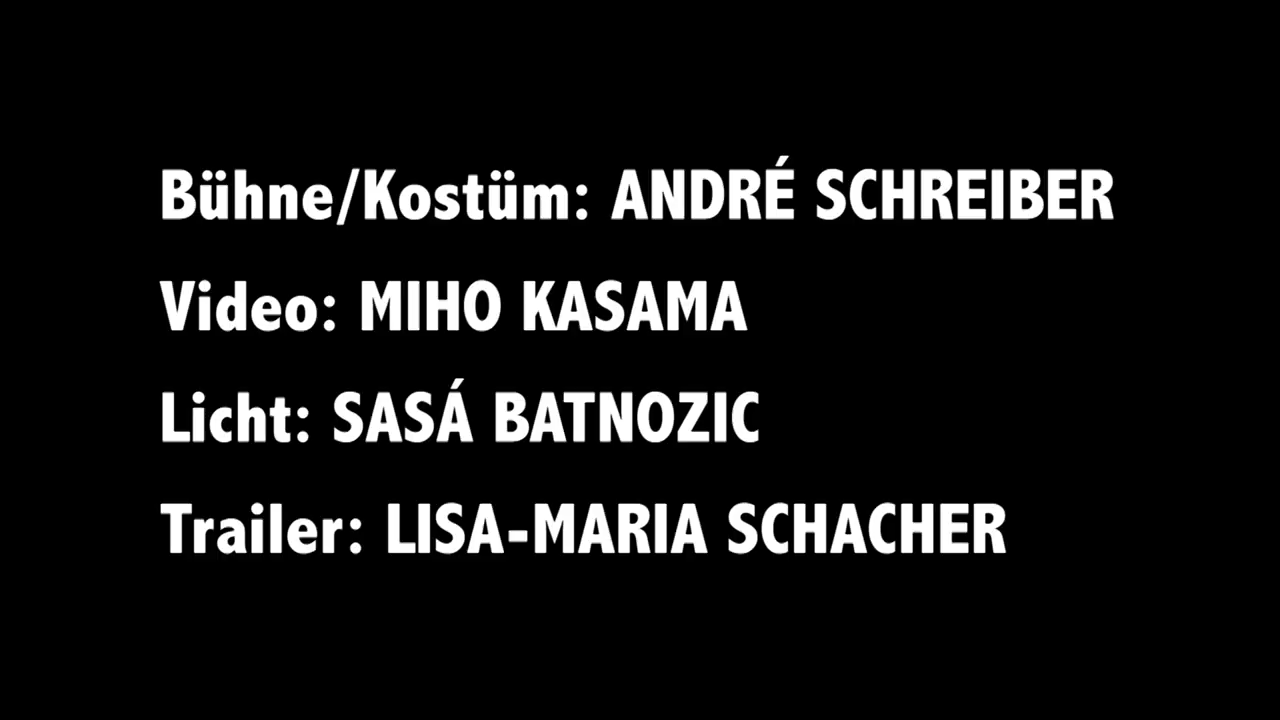 Bühne/Kostüm: ANDRÉ SCHREIBER
Video: MIHO KASAMA
Licht: SASÁ BATNOZIC
Trailer: LISA-MARIA SCHACHER